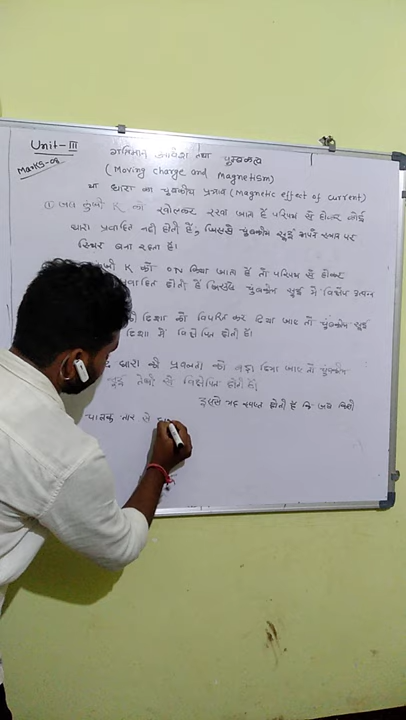 Unit-III
Marks-08
गतिमान आवेश तथा चुम्बकत्व
(Moving charge and Magnetism)
या धारा का चुंबकीय प्रभाव (Magnetic effect of current)
① जब कुंजी K को खोलकर रखा जाता है परिपथ से होकर कोई
धारा प्रवाहित नहीं होती है, जिससे चुंबकीय सूई अपने स्थान पर
स्थिर बना रहता है।
K को ON किया जाता है तो परिपथ से होकर
प्रवाहित होती है जिससे चुंबकीय सूई में विक्षेप उत्पन्न
की दिशा को विपरित कर दिया जाए तो चुंबकीय सूई
दिशा में विक्षेपित होती है।
धारा की प्रबलता को बढ़ा दिया जाए तो चुंबकीय
सूई तेजी से विक्षेपित होती है।
इससे यह स्पष्ट होती है कि जब किसी
चालक तार से